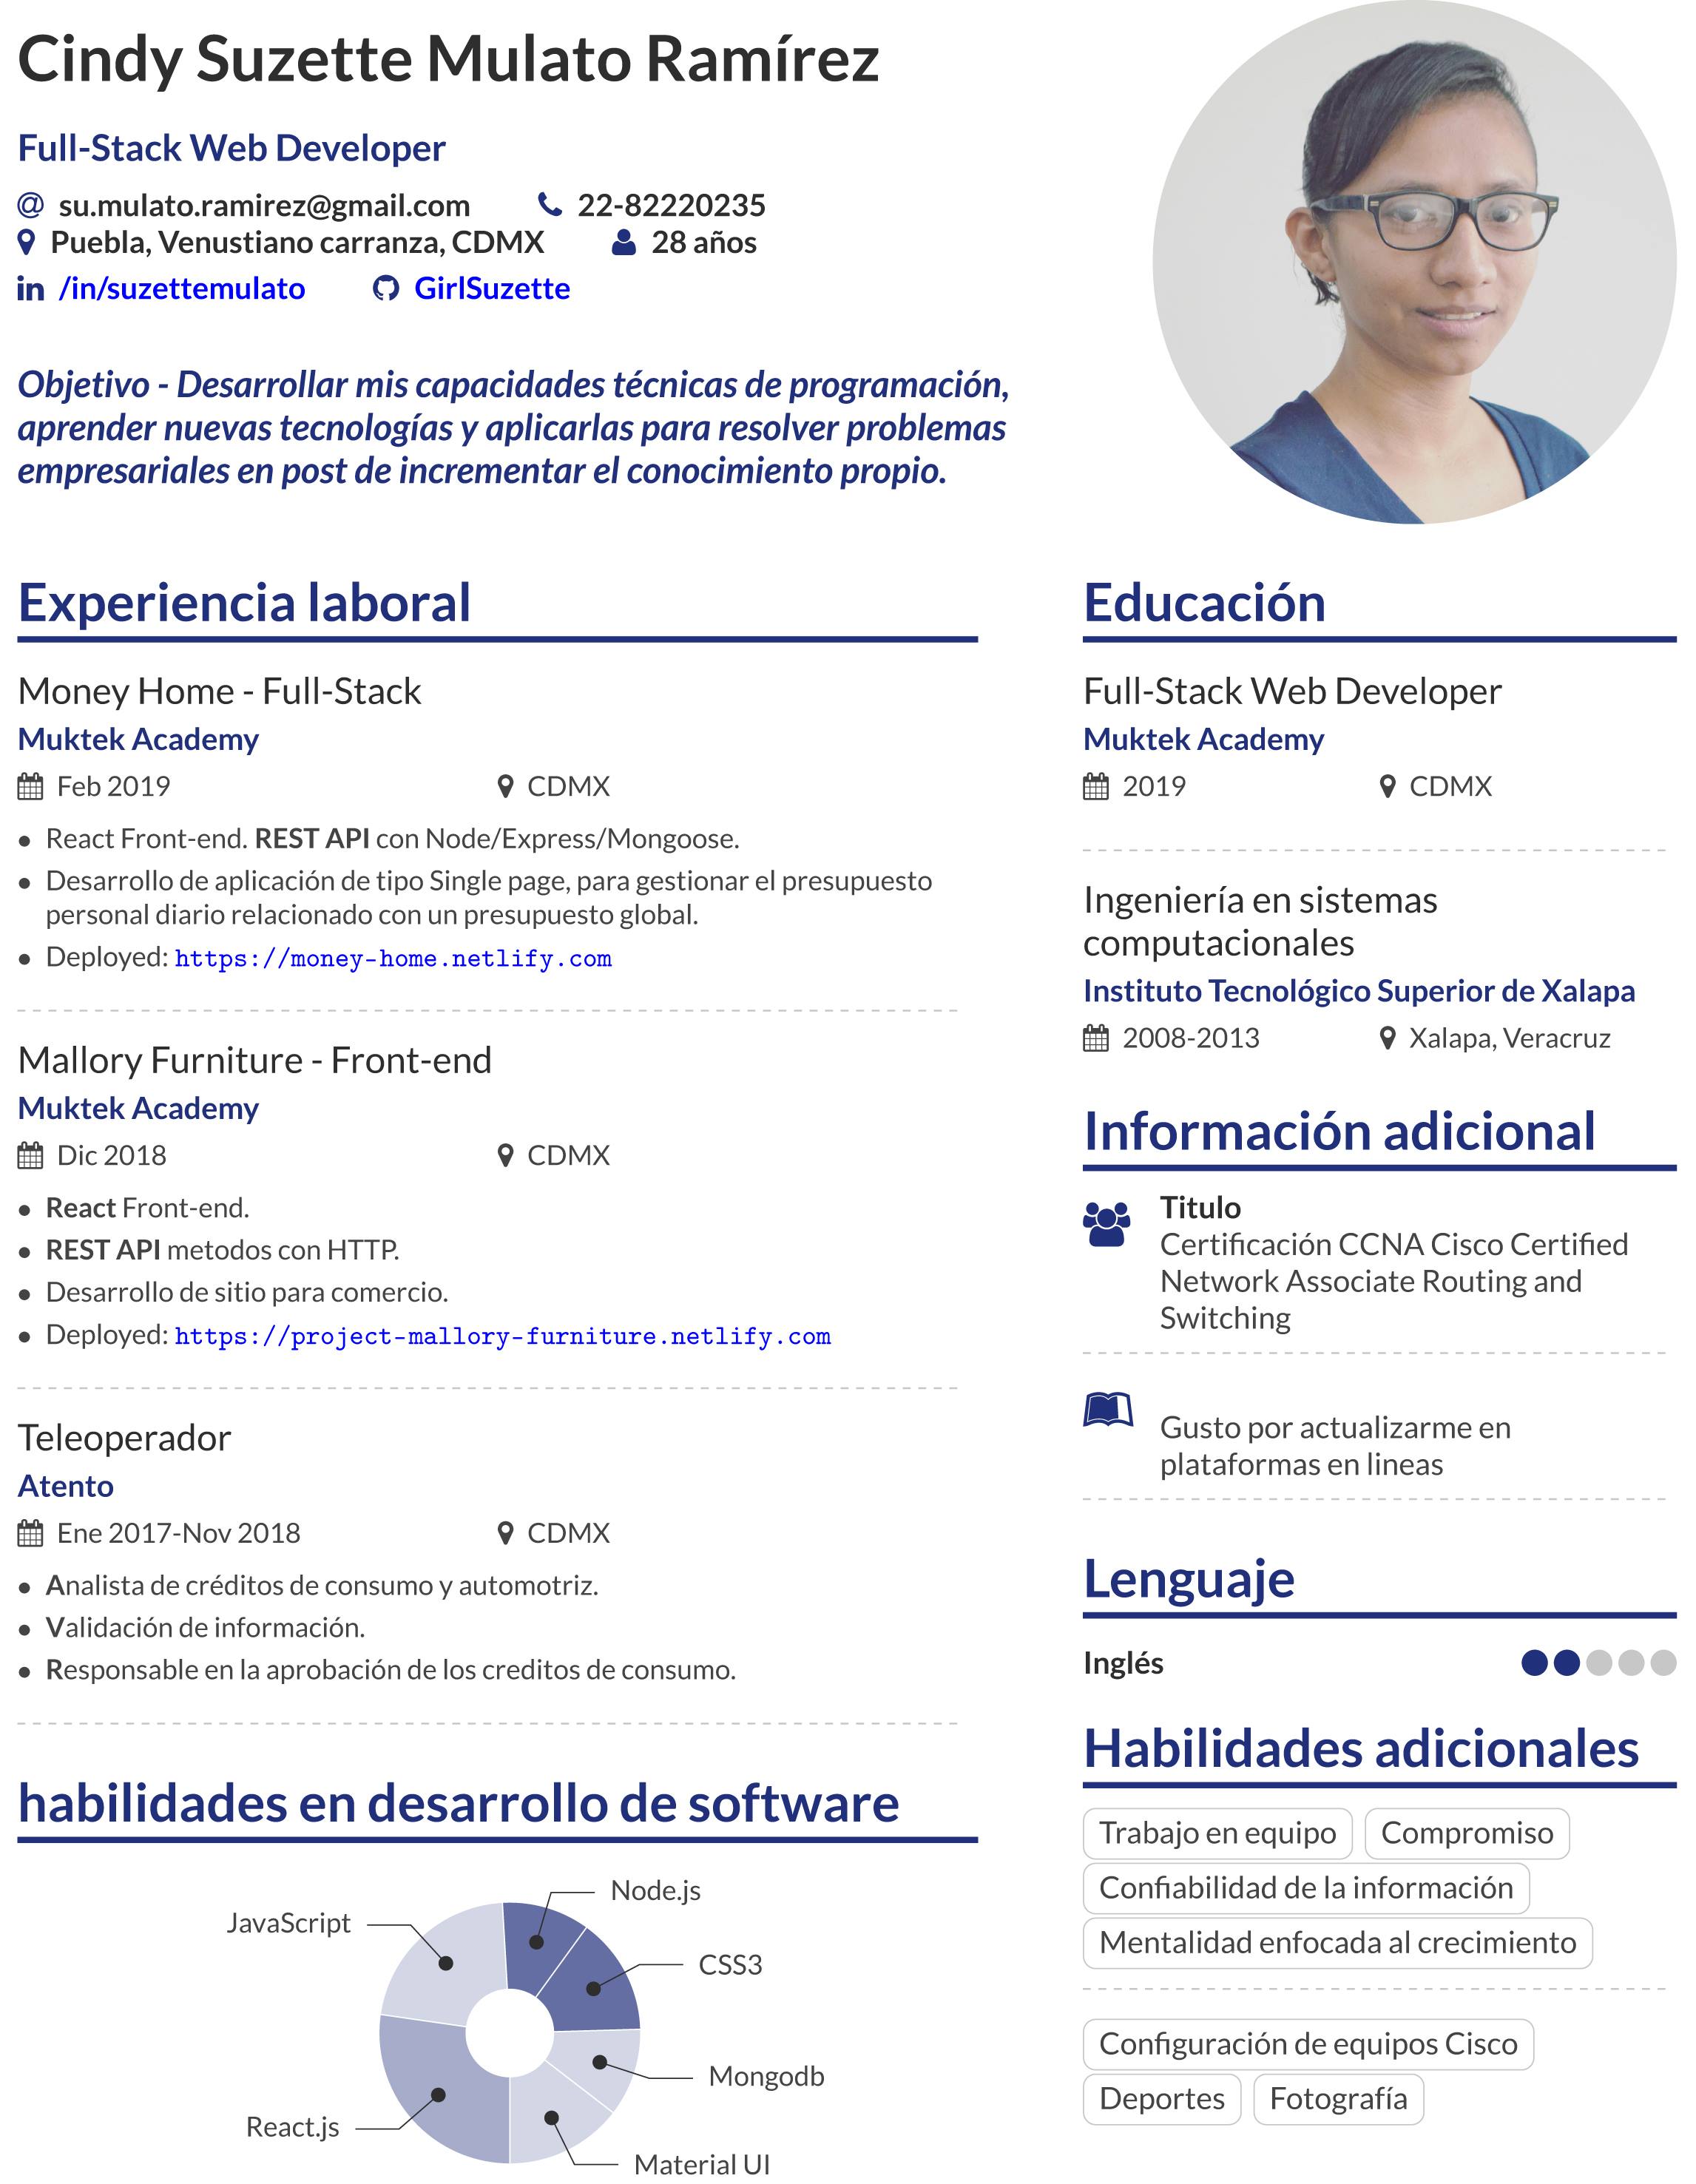 Cindy Suzette Mulato Ramírez
Full-Stack Web Developer
su.mulato.ramirez@gmail.com 22-82220235
Puebla, Venustiano carranza, CDMX 28 años
/in/suzettemulato GirlSuzette
Objetivo - Desarrollar mis capacidades técnicas de programación,
aprender nuevas tecnologías y aplicarlas para resolver problemas
empresariales en post de incrementar el conocimiento propio.
Experiencia laboral
Money Home - Full-Stack
Muktek Academy
Feb 2019 CDMX
• React Front-end. REST API con Node/Express/Mongoose.
• Desarrollo de aplicación de tipo Single page, para gestionar el presupuesto
personal diario relacionado con un presupuesto global.
• Deployed: https://money-home.netlify.com
Mallory Furniture - Front-end
Muktek Academy
Dic 2018 CDMX
• React Front-end.
• REST API metodos con HTTP.
• Desarrollo de sitio para comercio.
• Deployed: https://project-mallory-furniture.netlify.com
Teleoperador
Atento
Ene 2017-Nov 2018 CDMX
• Analista de créditos de consumo y automotriz.
• Validación de información.
• Responsable en la aprobación de los creditos de consumo.
habilidades en desarrollo de software
Node.js
JavaScript
CSS3
Mongodb
React.js
Material UI
Educación
Full-Stack Web Developer
Muktek Academy
2019 CDMX
Ingeniería en sistemas
computacionales
Instituto Tecnológico Superior de Xalapa
2008-2013 Xalapa, Veracruz
Información adicional
Titulo
Certificación CCNA Cisco Certified
Network Associate Routing and
Switching
Gusto por actualizarme en
plataformas en lineas
Lenguaje
Inglés
Habilidades adicionales
Trabajo en equipo Compromiso
Confiabilidad de la información
Mentalidad enfocada al crecimiento
Configuración de equipos Cisco
Deportes Fotografía